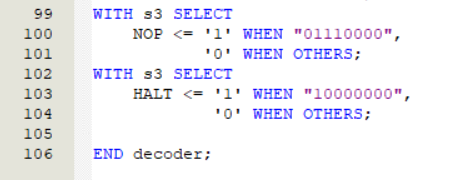 99 WITH s3 SELECT
100 NOP <= '1' WHEN "01110000",
101 '0' WHEN OTHERS;
102 WITH s3 SELECT
103 HALT <= '1' WHEN "10000000",
104 '0' WHEN OTHERS;
105
106 END decoder;